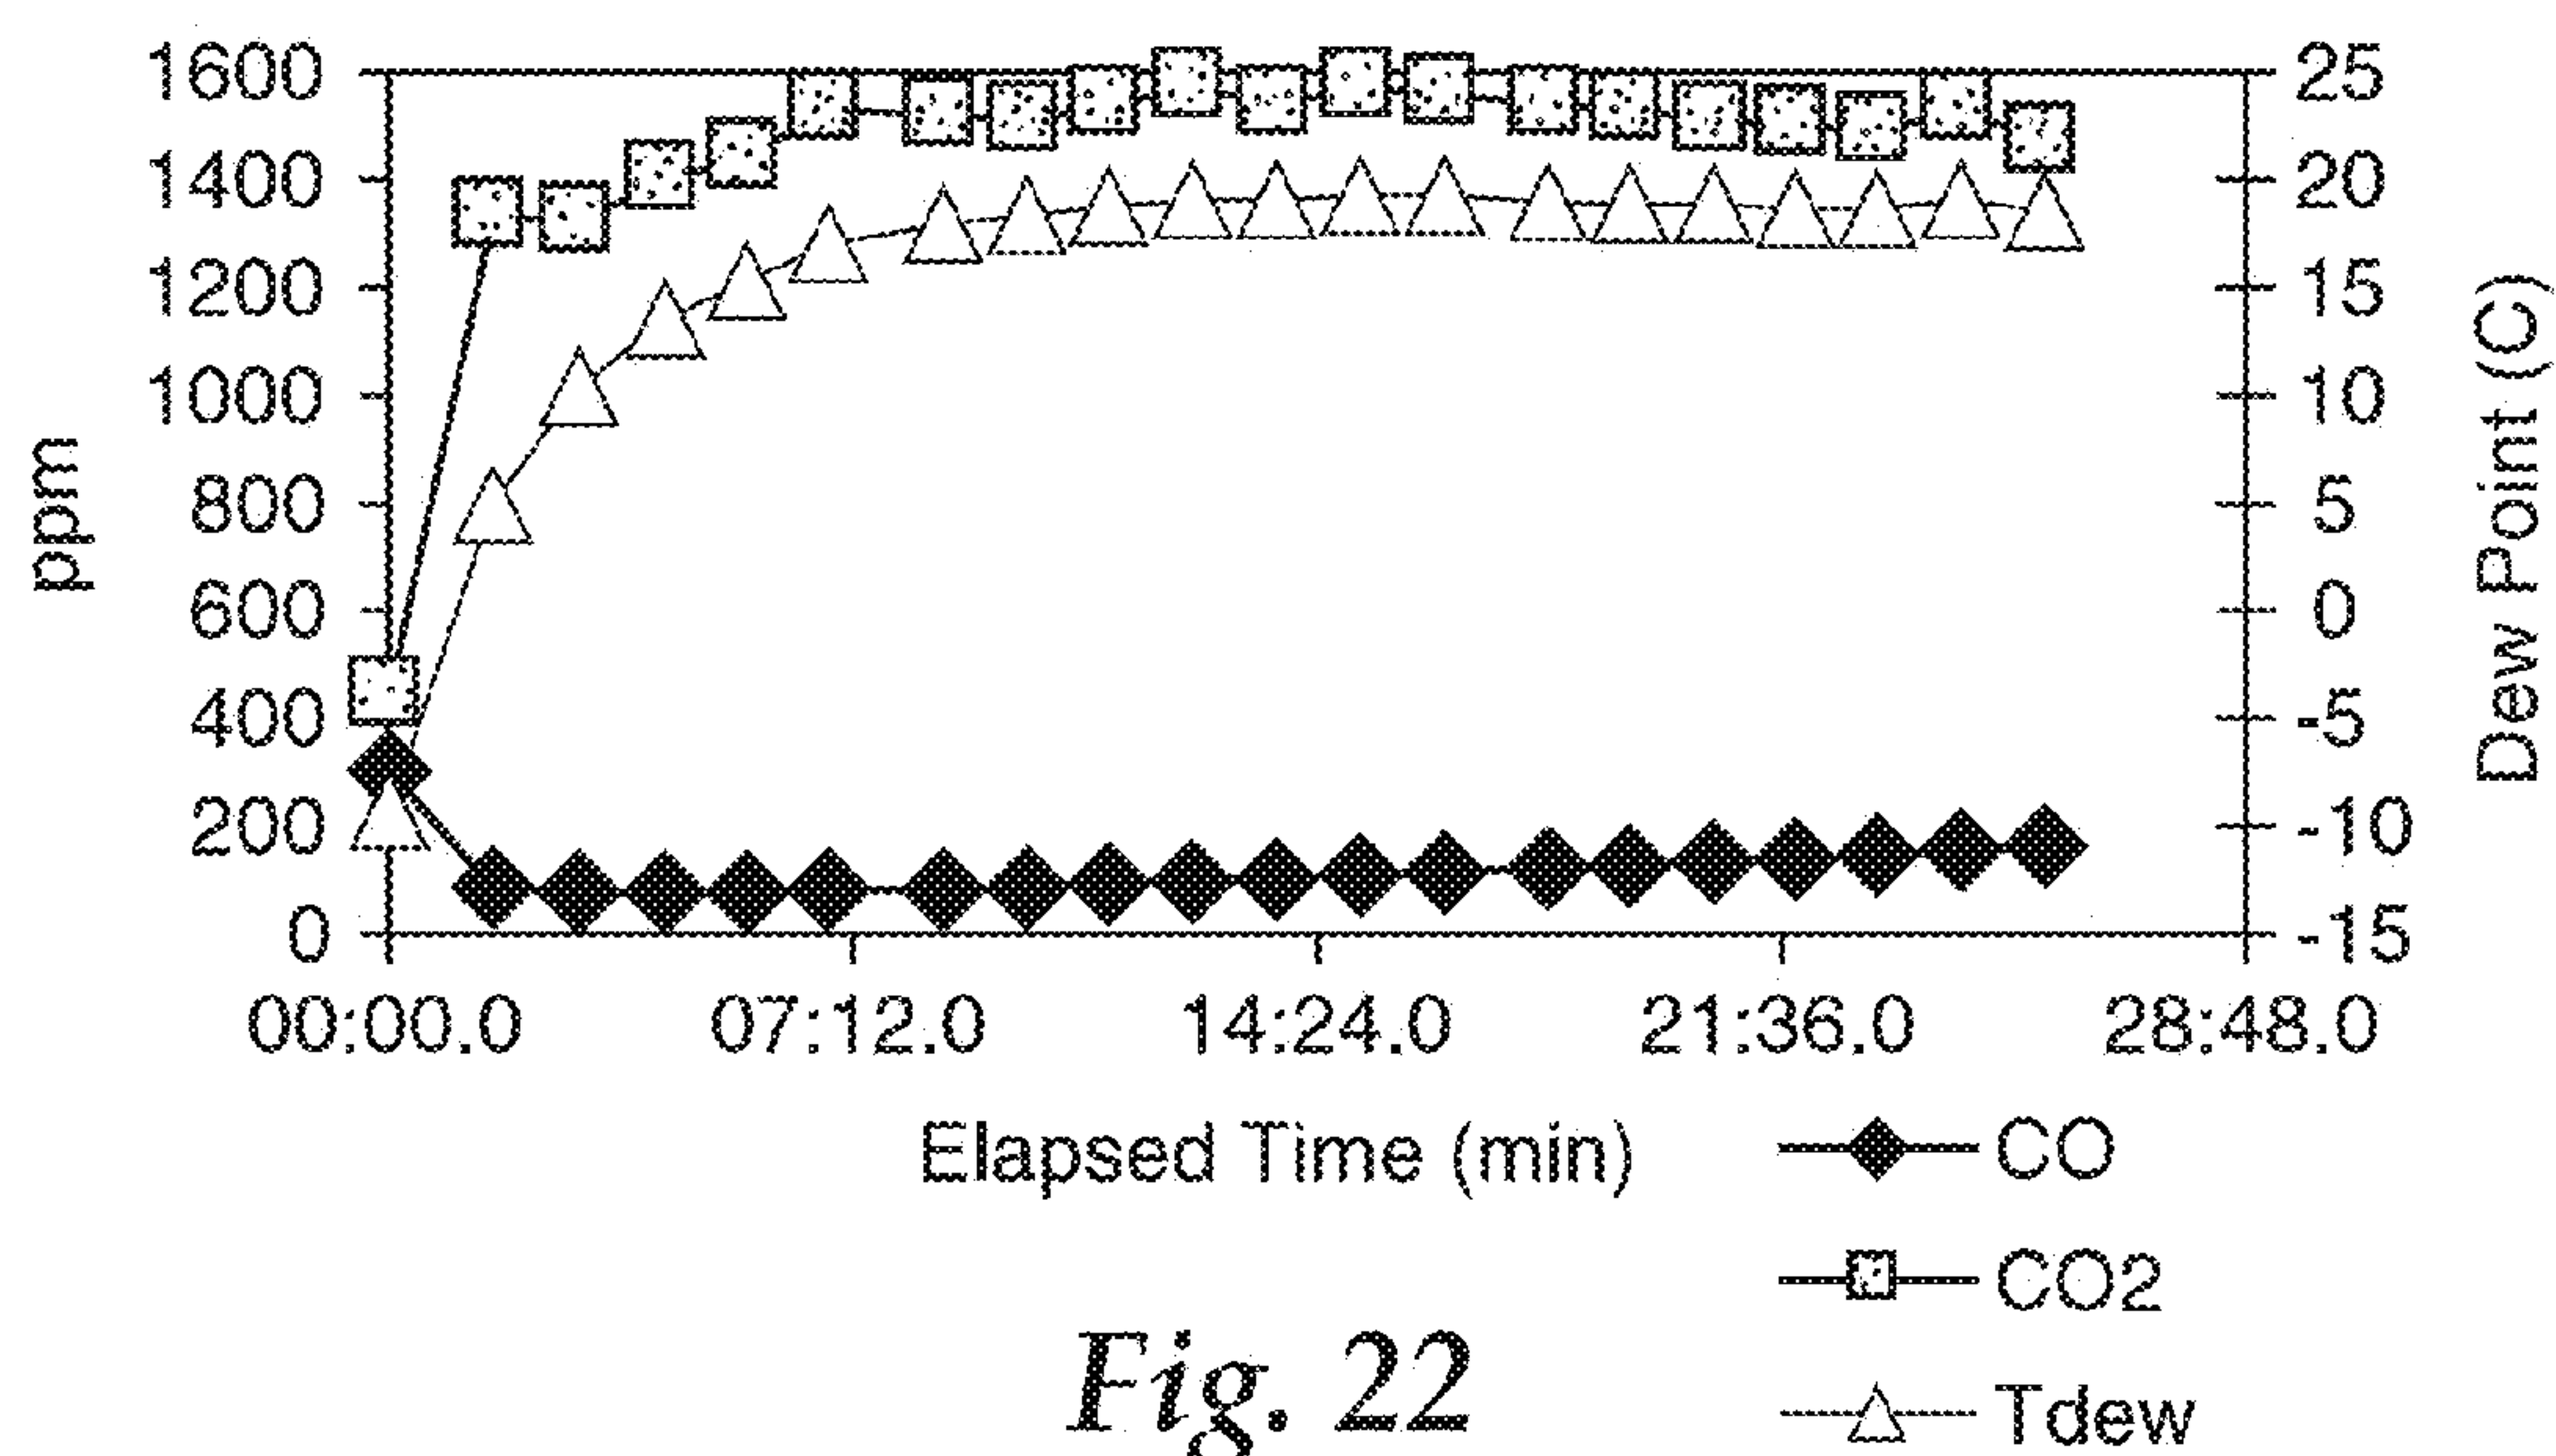 1600
1400
1200
1000
800
600
400
200
0
ppm
25
20
15
10
5
0
-5
-10
-15
Dew Point (C)
00:00.0 07:12.0 14:24.0 21:36.0 28:48.0
Elapsed Time (min)
CO
CO2
Tdew
Fig. 22